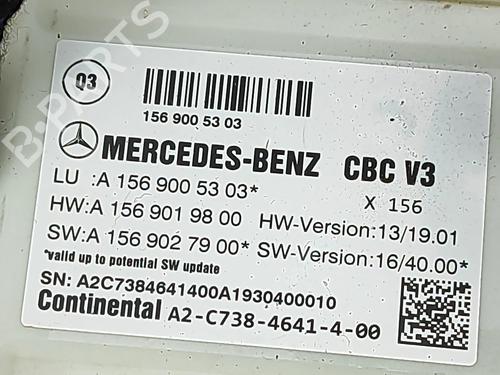 Q3
156 900 53 03
MERCEDES-BENZ CBC V3
LU :A 156 900 53 03* X 156
HW:A 156 901 98 00 HW-Version:13/19.01
SW:A 156 902 79 00* SW-Version:16/40.00*
*valid up to potential SW update
SN: A2C7384641400A1930400010
Continental A2-C738-4641-4-00
B-PARTS